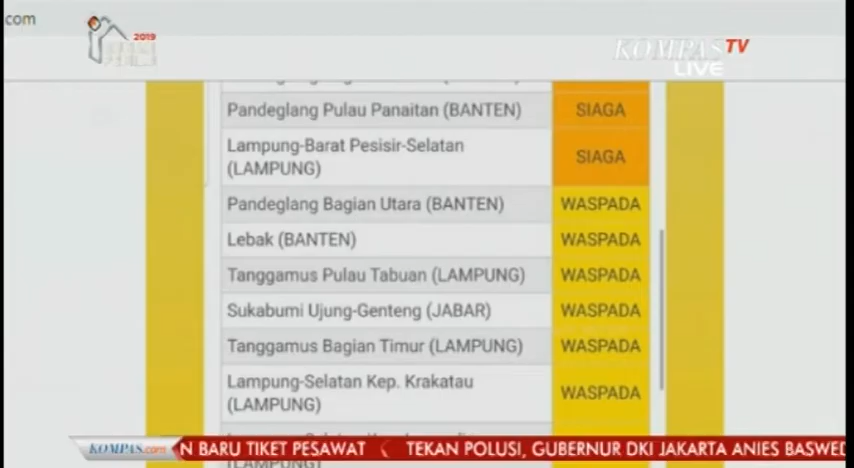 .com
2019
KOMPAS TV
LIVE
Pandeglang Pulau Panaitan (BANTEN) SIAGA
Lampung-Barat Pesisir-Selatan
(LAMPUNG) SIAGA
Pandeglang Bagian Utara (BANTEN) WASPADA
Lebak (BANTEN) WASPADA
Tanggamus Pulau Tabuan (LAMPUNG) WASPADA
Sukabumi Ujung-Genteng (JABAR) WASPADA
Tanggamus Bagian Timur (LAMPUNG) WASPADA
Lampung-Selatan Kep. Krakatau
(LAMPUNG) WASPADA
KOMPAS.com N BARU TIKET PESAWAT TEKAN POLUSI, GUBERNUR DKI JAKARTA ANIES BASWED
(LAMPUNG)